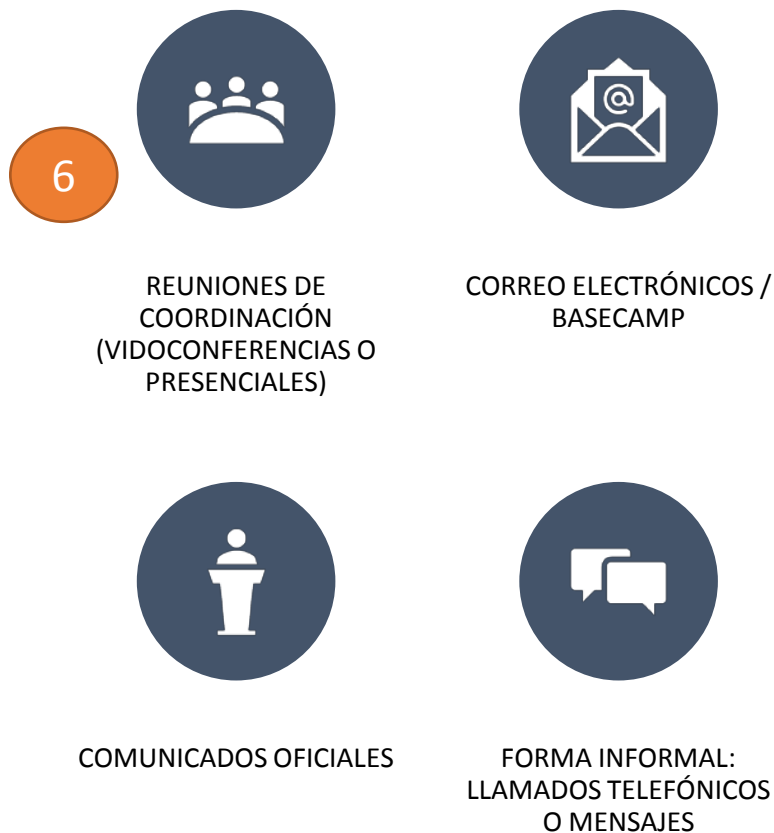 6
REUNIONES DE
COORDINACIÓN
(VIDOCONFERENCIAS O
PRESENCIALES)
@
CORREO ELECTRÓNICOS /
BASECAMP
COMUNICADOS OFICIALES
FORMA INFORMAL:
LLAMADOS TELEFÓNICOS
O MENSAJES